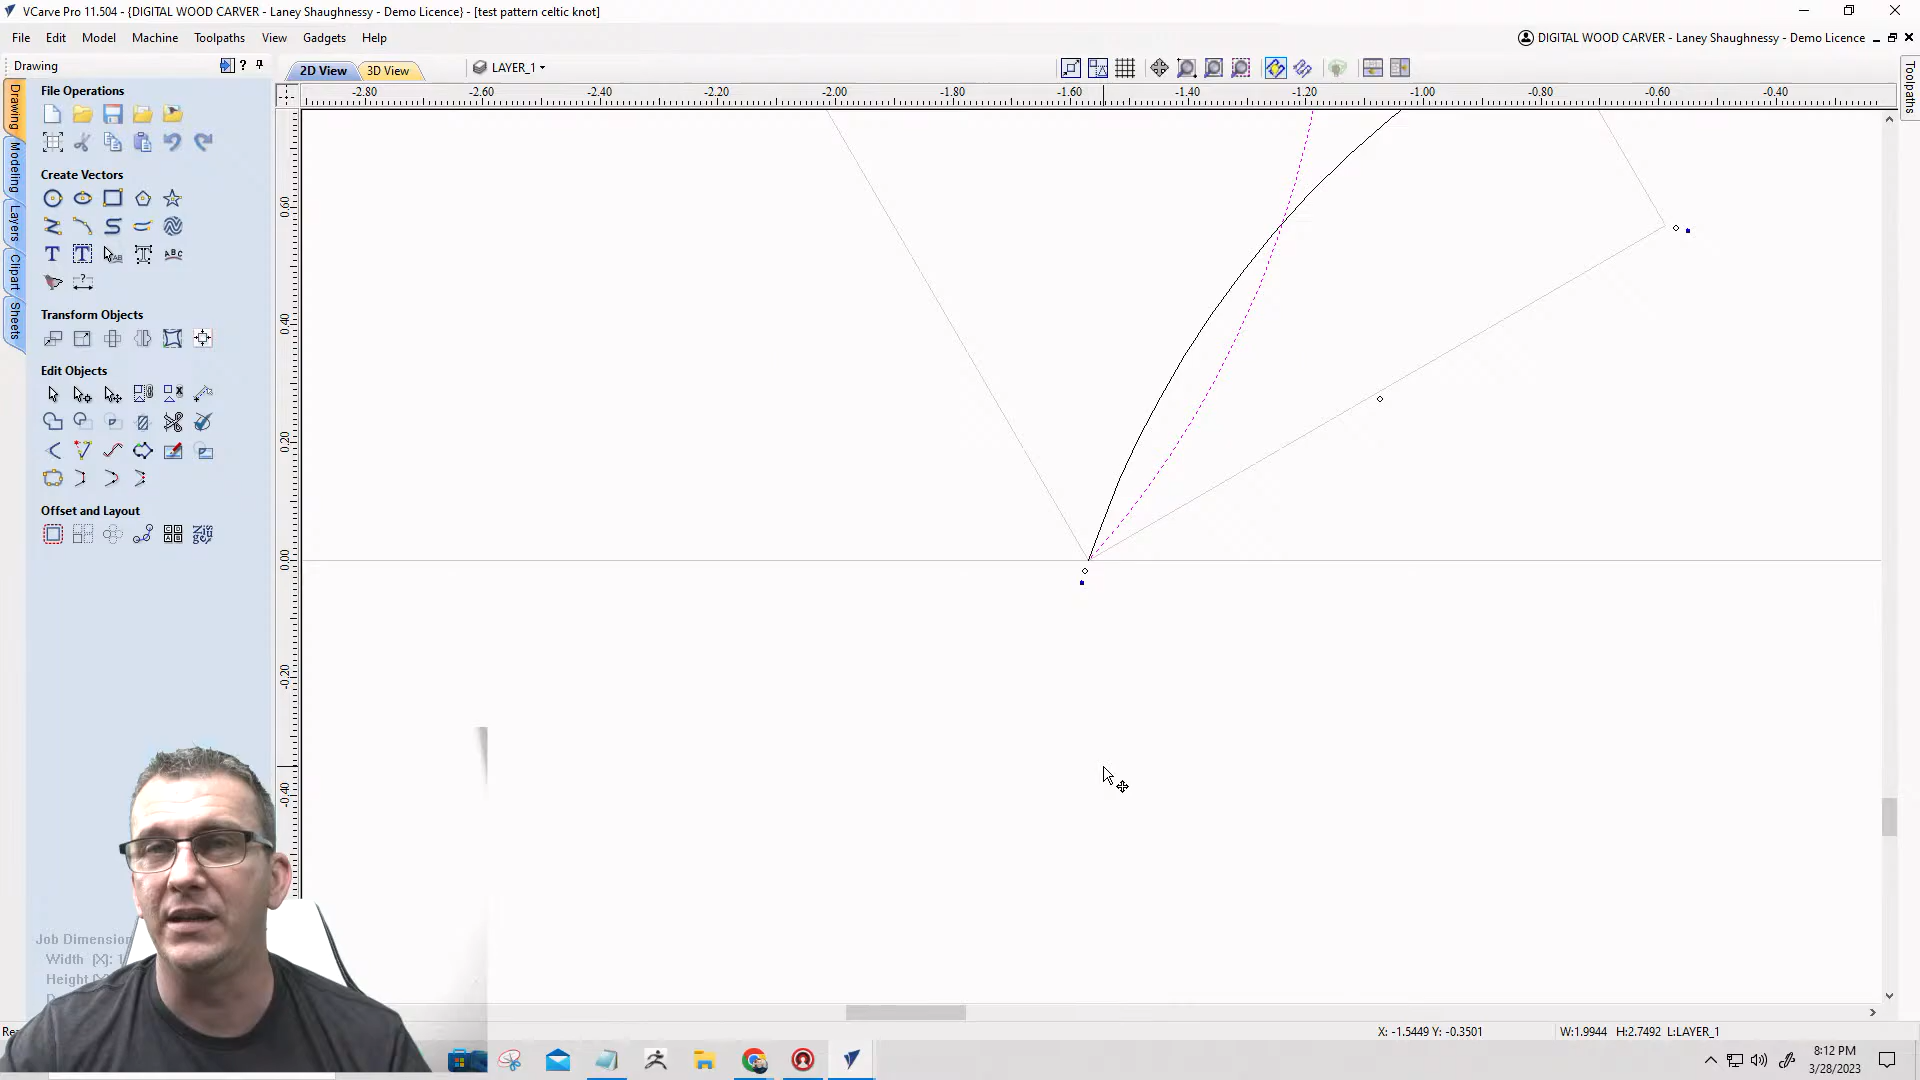 VCarve Pro 11.504 - {DIGITAL WOOD CARVER - Laney Shaughnessy - Demo Licence} - [test pattern celtic knot]
File Edit Model Machine Toolpaths View Gadgets Help
DIGITAL WOOD CARVER - Laney Shaughnessy - Demo Licence
Drawing
2D View 3D View LAYER_1
-2.80 -2.60 -2.40 -2.20 -2.00 -1.80 -1.60 -1.40 -1.20 -1.00 -0.80 -0.60 -0.40
Toolpaths
Drawing
Modeling
Layers
Clipart
Sheets
File Operations
Create Vectors
Transform Objects
Edit Objects
Offset and Layout
0.60
0.40
0.20
0.00
-0.20
-0.40
Job Dimension
Width (X): 1
Height
X: -1.5449 Y: -0.3501 W:1.9944 H:2.7492 L:LAYER_1
8:12 PM
3/28/2023